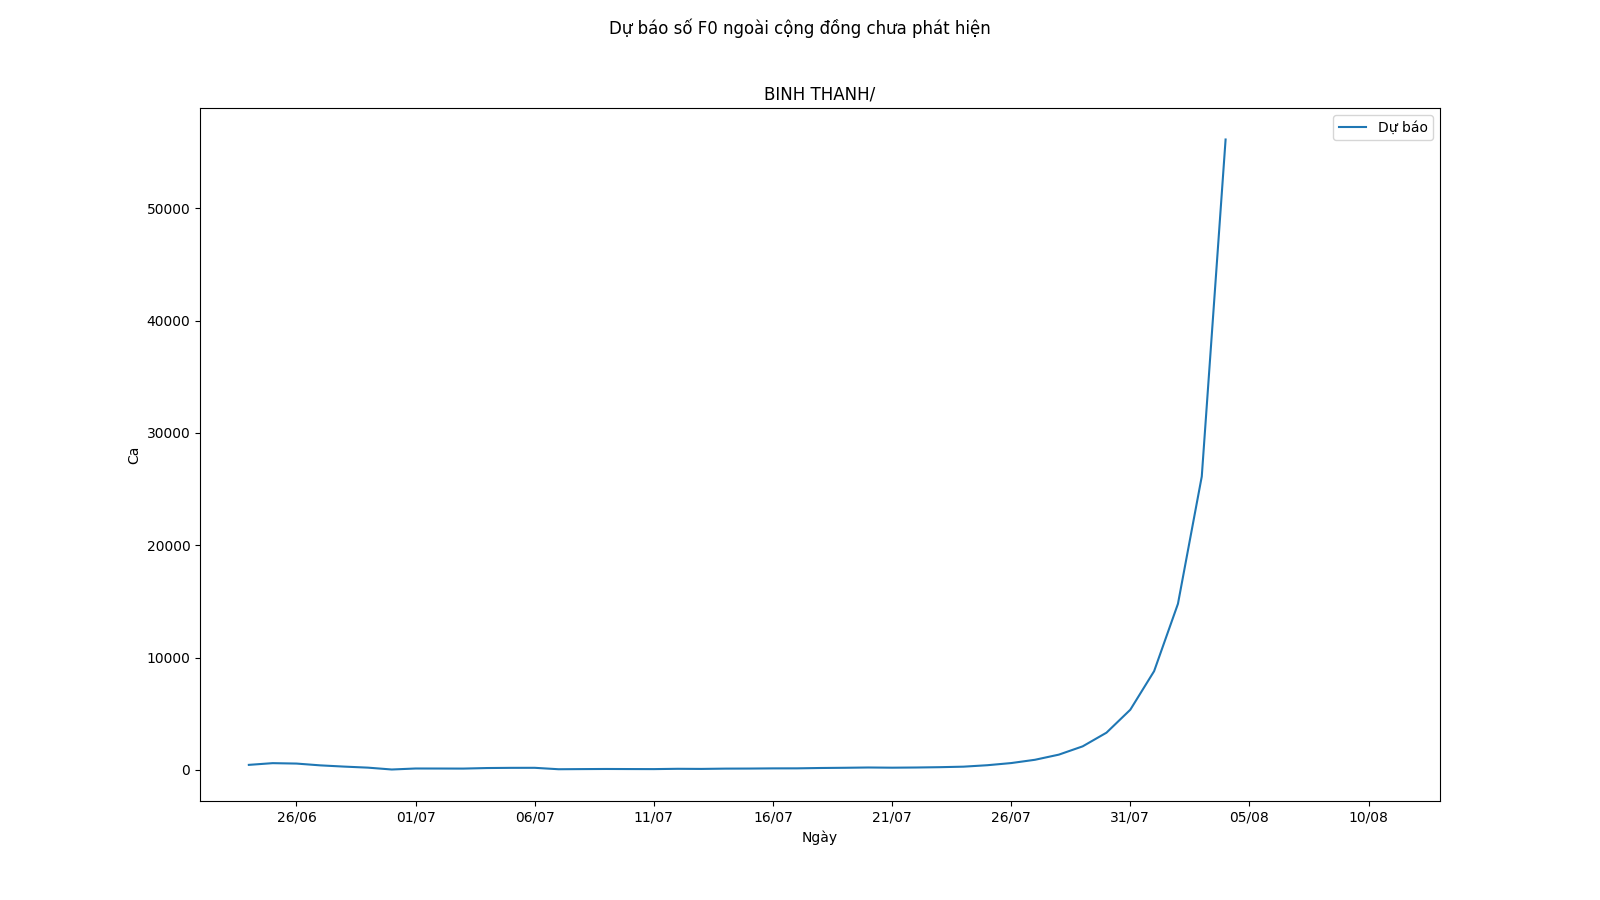 Dự báo số F0 ngoài cộng đồng chưa phát hiện
BINH THANH/
Dự báo
50000
40000
30000
20000
10000
0
Ca
26/06 01/07 06/07 11/07 16/07 21/07 26/07 31/07 05/08 10/08
Ngày